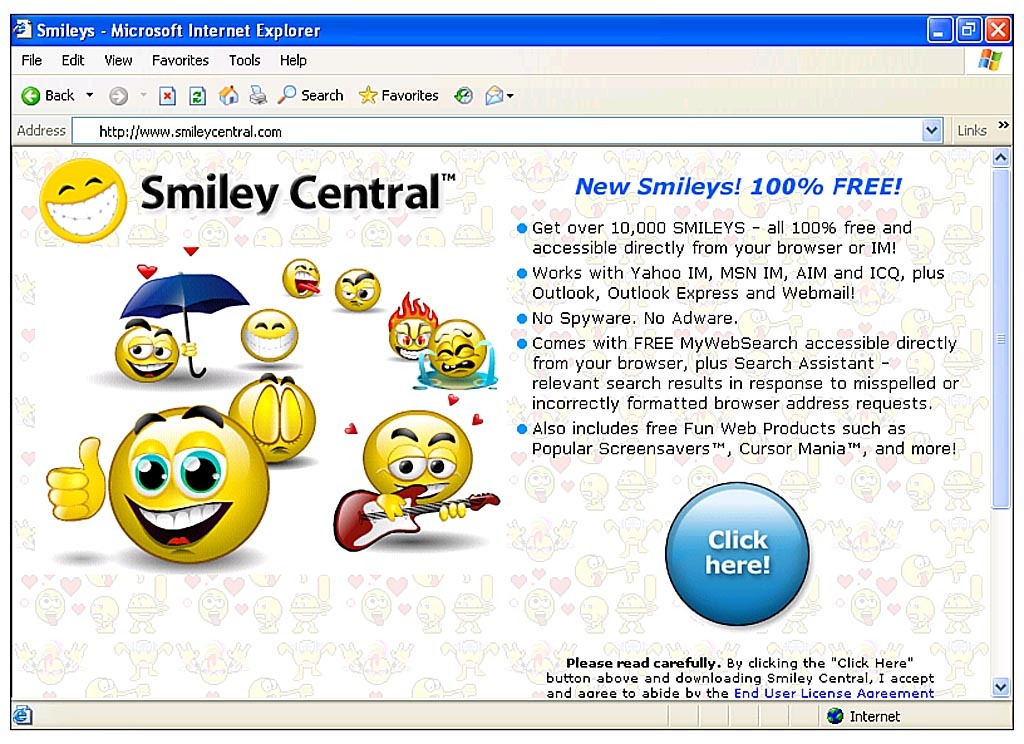 Smileys - Microsoft Internet Explorer
File Edit View Favorites Tools Help
Back Search Favorites
Address http://www.smileycentral.com Links »
Smiley Central™
New Smileys! 100% FREE!
• Get over 10,000 SMILEYS – all 100% free and
accessible directly from your browser or IM!
• Works with Yahoo IM, MSN IM, AIM and ICQ, plus
Outlook, Outlook Express and Webmail!
• No Spyware. No Adware.
• Comes with FREE MyWebSearch accessible directly
from your browser, plus Search Assistant –
relevant search results in response to misspelled or
incorrectly formatted browser address requests.
• Also includes free Fun Web Products such as
Popular Screensavers™, Cursor Mania™, and more!
Click
here!
Please read carefully. By clicking the "Click Here"
button above and downloading Smiley Central, I accept
and agree to abide by the End User License Agreement
Internet